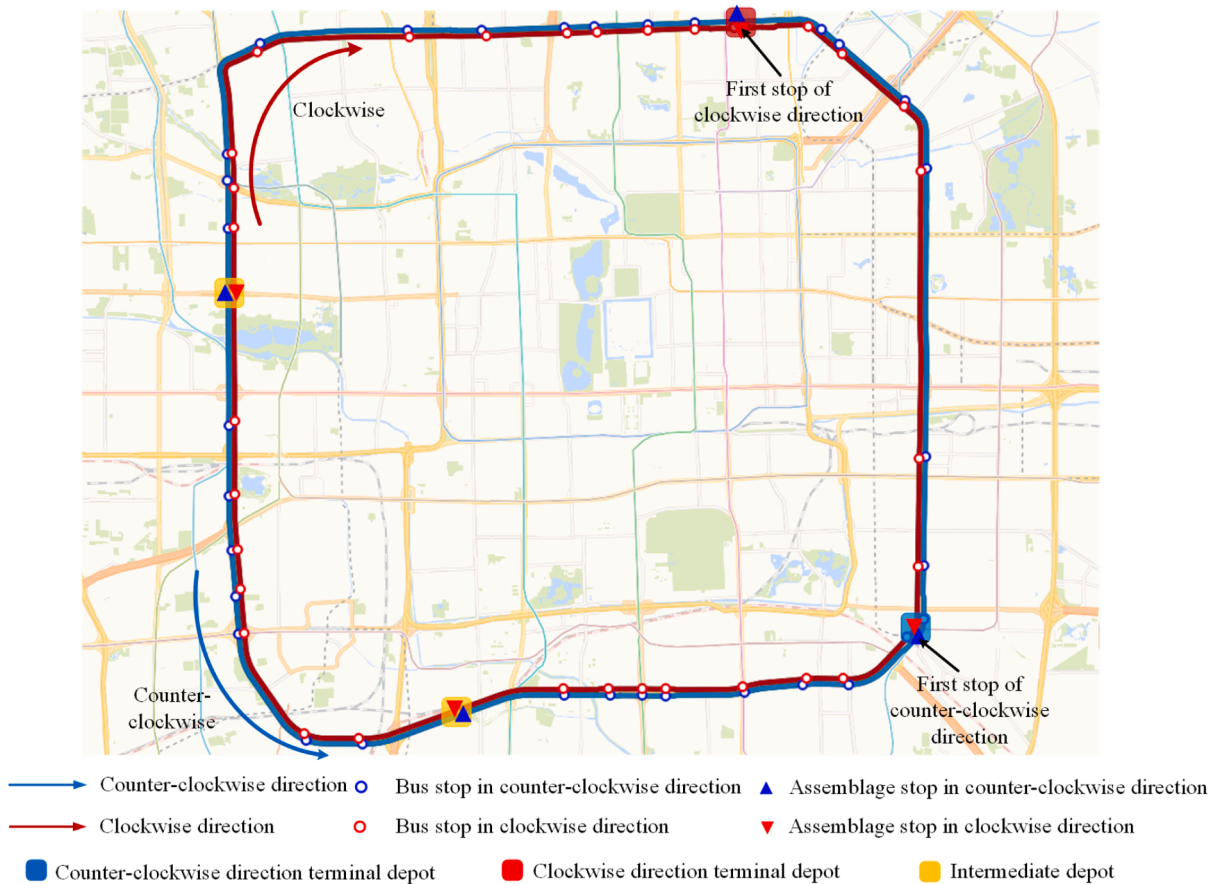 First stop of
clockwise direction
Clockwise
Counter-
clockwise
First stop of
counter-clockwise
direction
Counter-clockwise direction
Bus stop in counter-clockwise direction
Assemblage stop in counter-clockwise direction
Clockwise direction
Bus stop in clockwise direction
Assemblage stop in clockwise direction
Counter-clockwise direction terminal depot
Clockwise direction terminal depot
Intermediate depot